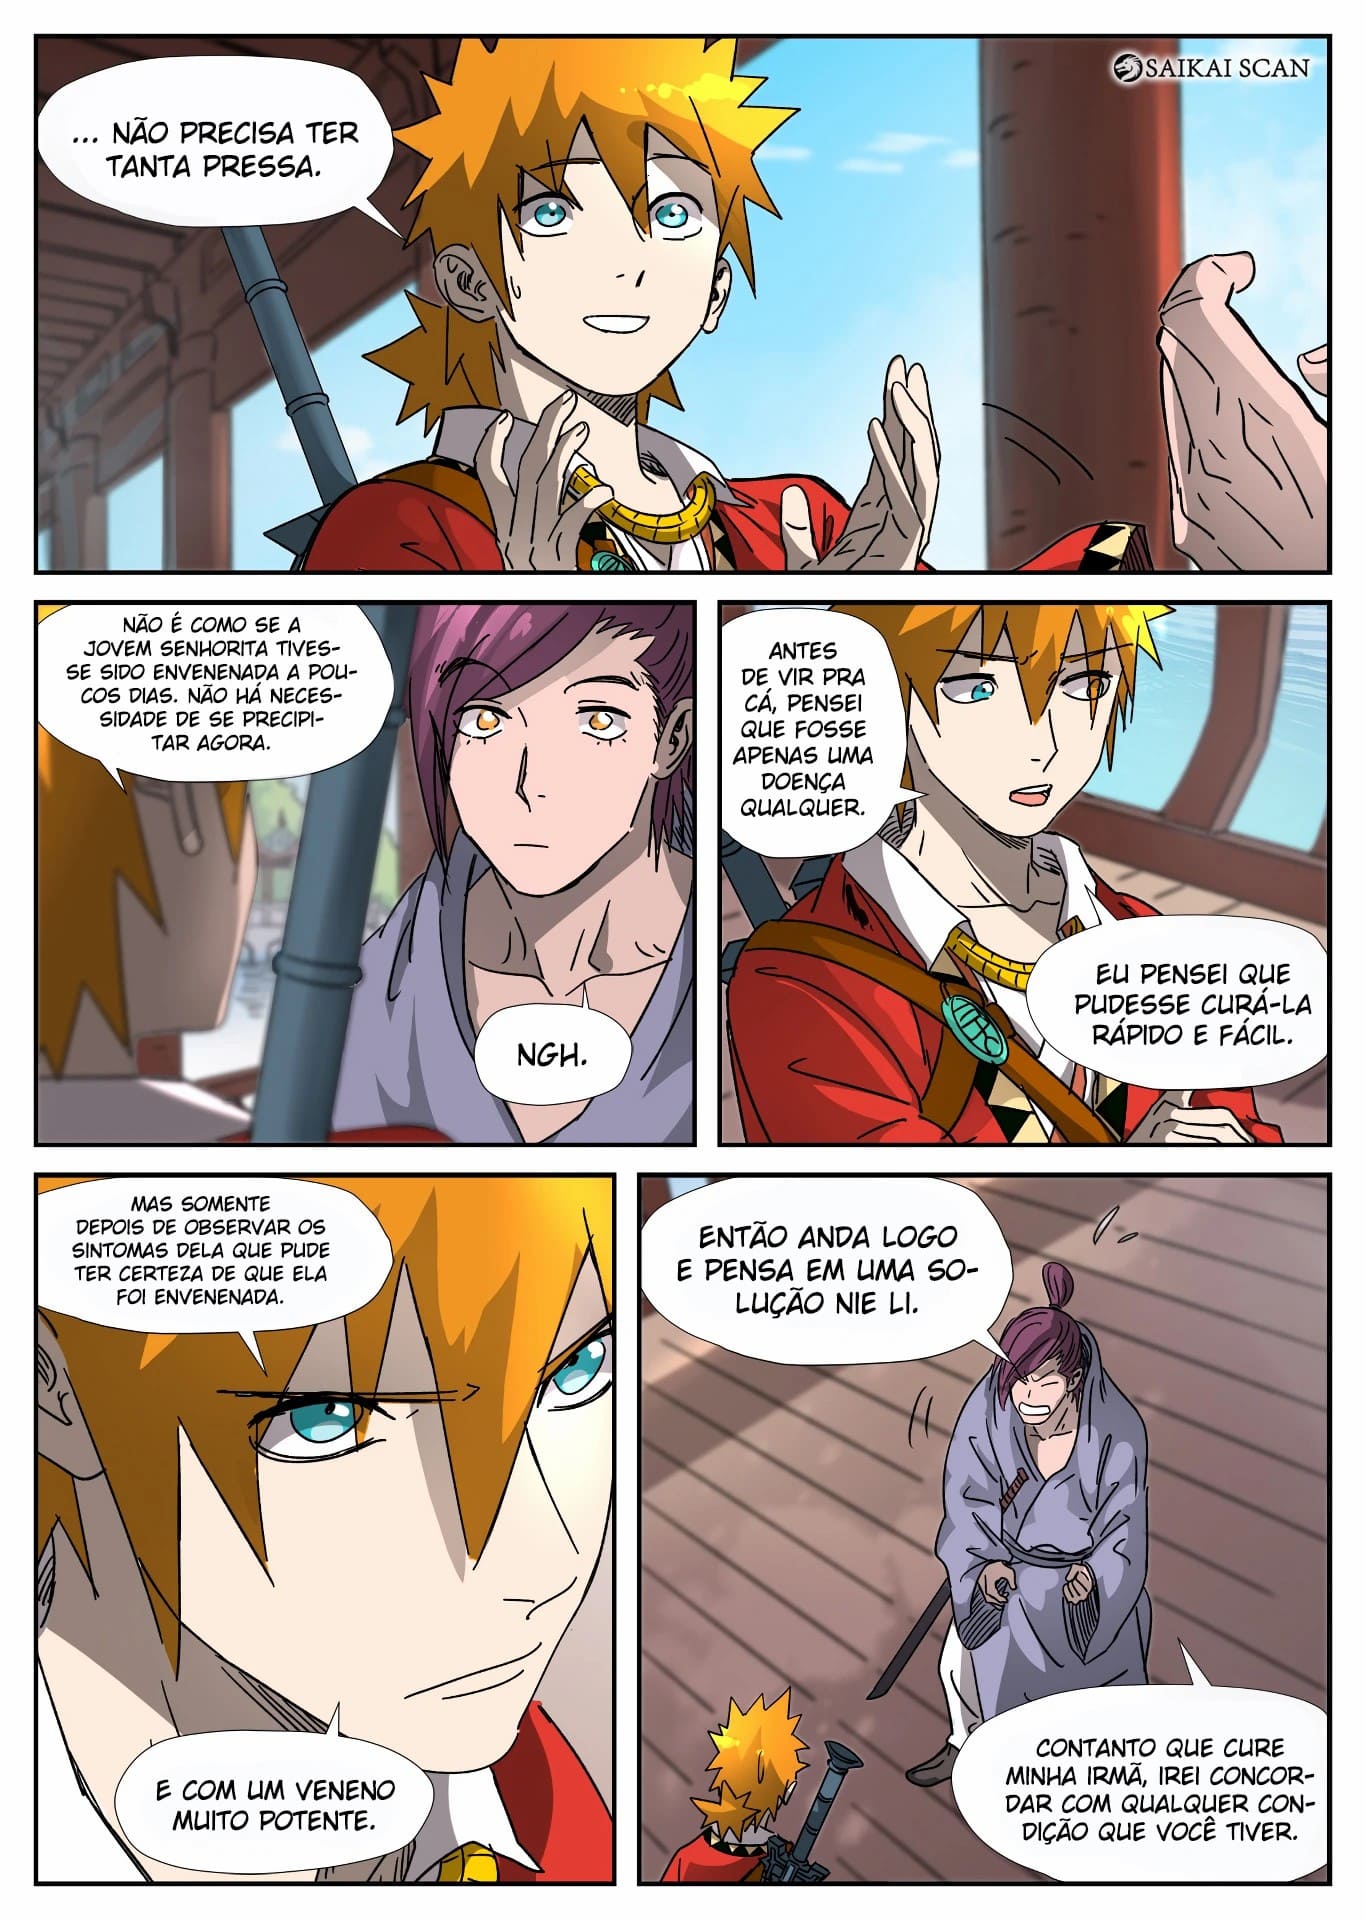 SAIKAI SCAN
... NÃO PRECISA TER
TANTA PRESSA.
NÃO É COMO SE A
JOVEM SENHORITA TIVES-
SE SIDO ENVENENADA A POU-
COS DIAS. NÃO HÁ NECES-
SIDADE DE SE PRECIPI-
TAR AGORA.
NGH.
ANTES
DE VIR PRA
CÁ, PENSEI
QUE FOSSE
APENAS UMA
DOENÇA
QUALQUER.
EU PENSEI QUE
PUDESSE CURÁ-LA
RÁPIDO E FÁCIL.
MAS SOMENTE
DEPOIS DE OBSERVAR OS
SINTOMAS DELA QUE PUDE
TER CERTEZA DE QUE ELA
FOI ENVENENADA.
E COM UM VENENO
MUITO POTENTE.
ENTÃO ANDA LOGO
E PENSA EM UMA SO-
LUÇÃO NIE LI.
CONTANTO QUE CURE
MINHA IRMÃ, IREI CONCOR-
DAR COM QUALQUER CON-
DIÇÃO QUE VOCÊ TIVER.